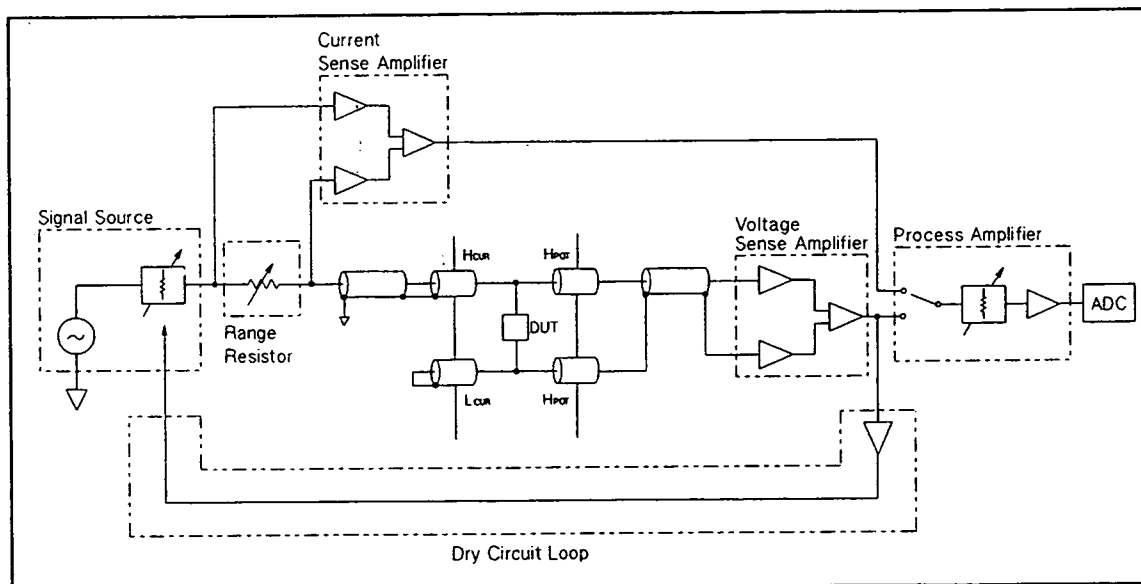 Current
Sense Amplifier
Signal Source
Range
Resistor
HCUR
HPOT
DUT
LCUR
HPOT
Voltage
Sense Amplifier
Process Amplifier
ADC
Dry Circuit Loop